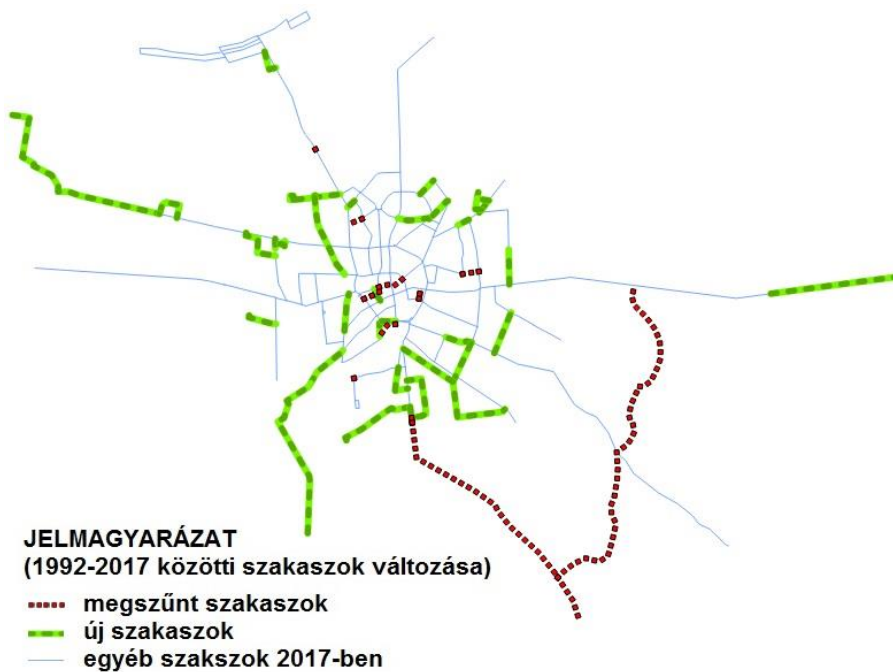 JELMAGYARÁZAT
(1992-2017 közötti szakaszok változása)
megszűnt szakaszok
új szakaszok
egyéb szakszok 2017-ben